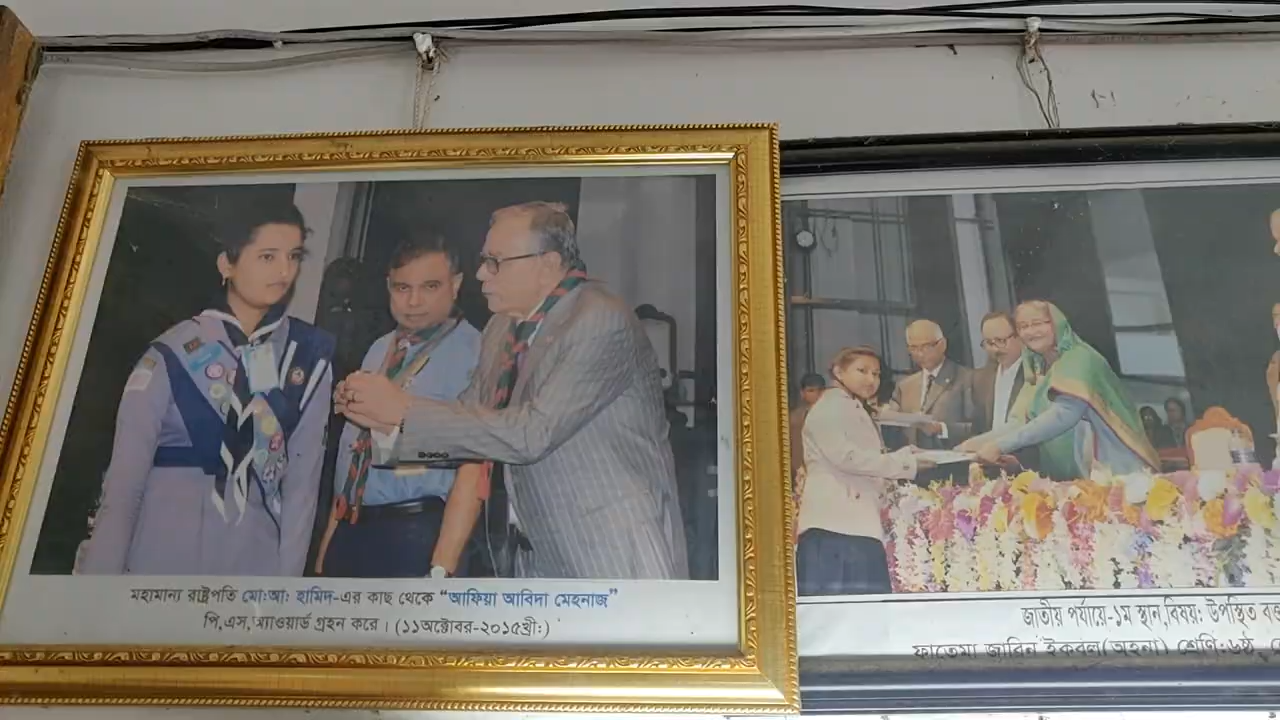 মহামান্য রাষ্ট্রপতি মো:আ: হামিদ-এর কাছ থেকে “আফিয়া আবিদা মেহনাজ”
পি,এস,অ্যাওয়ার্ড গ্রহন করে । (১১অক্টোবর-২০১৫খ্রী:)
জাতীয় পর্যায়ে-১ম স্থান,বিষয়: উপস্থিত
ফাতেমা জারিন ইকবাল(অহনা) শ্রেণি:৬ষ্ঠ